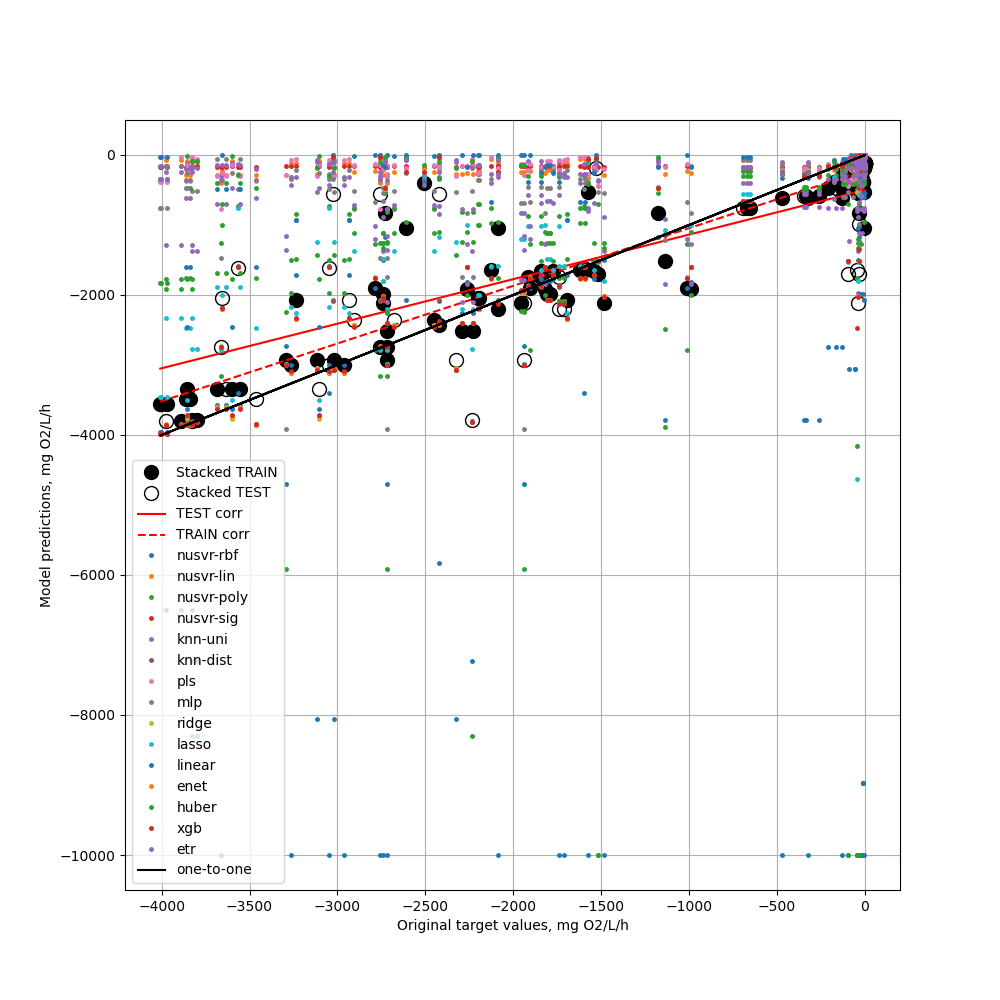 0
−2000
−4000
−6000
−8000
−10000
Model predictions, mg O2/L/h
Stacked TRAIN
Stacked TEST
TEST corr
TRAIN corr
nusvr-rbf
nusvr-lin
nusvr-poly
nusvr-sig
knn-uni
knn-dist
pls
mlp
ridge
lasso
linear
enet
huber
xgb
etr
one-to-one
−4000 −3500 −3000 −2500 −2000 −1500 −1000 −500 0
Original target values, mg O2/L/h